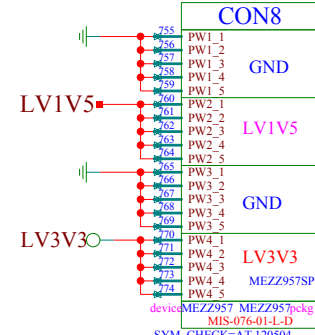 CON8
755 PW1_1
756 PW1_2
757 PW1_3
758 PW1_4
759 PW1_5
GND
760 PW2_1
761 PW2_2
762 PW2_3
763 PW2_4
764 PW2_5
LV1V5
LV1V5
765 PW3_1
766 PW3_2
767 PW3_3
768 PW3_4
769 PW3_5
GND
770 PW4_1
771 PW4_2
772 PW4_3
773 PW4_4
774 PW4_5
LV3V3
LV3V3
MEZZ957SP
deviceMEZZ957 MEZZ957pckg
MIS-076-01-L-D